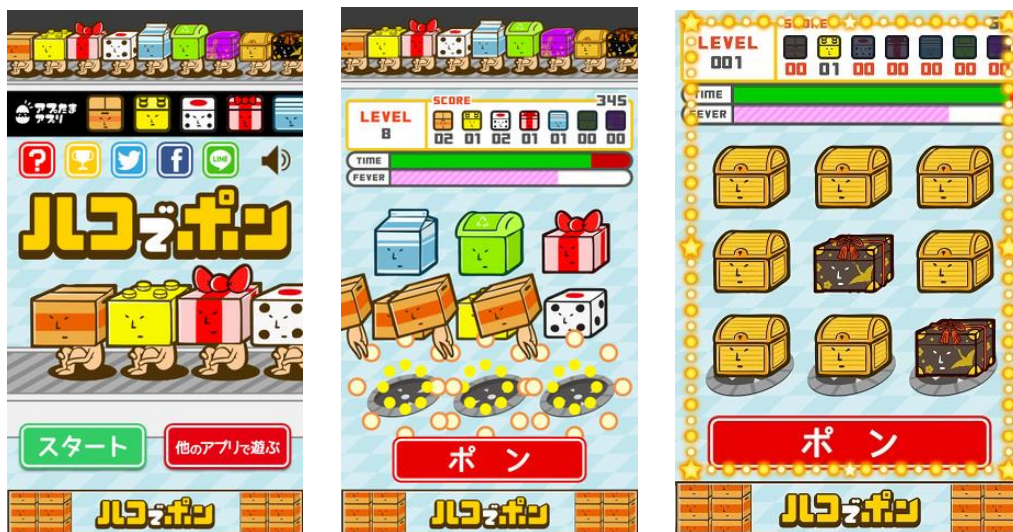 アプたま
アプリ
?
LINE
ハコでポン
スタート
他のアプリで遊ぶ
ハコでポン
LEVEL
8
SCORE
345
02 01 02 01 01 00 00
TIME
FEVER
ポン
ハコでポン
SCORE
LEVEL
001
00 01 00 00 00 00
TIME
FEVER
ポン
ハコでポン